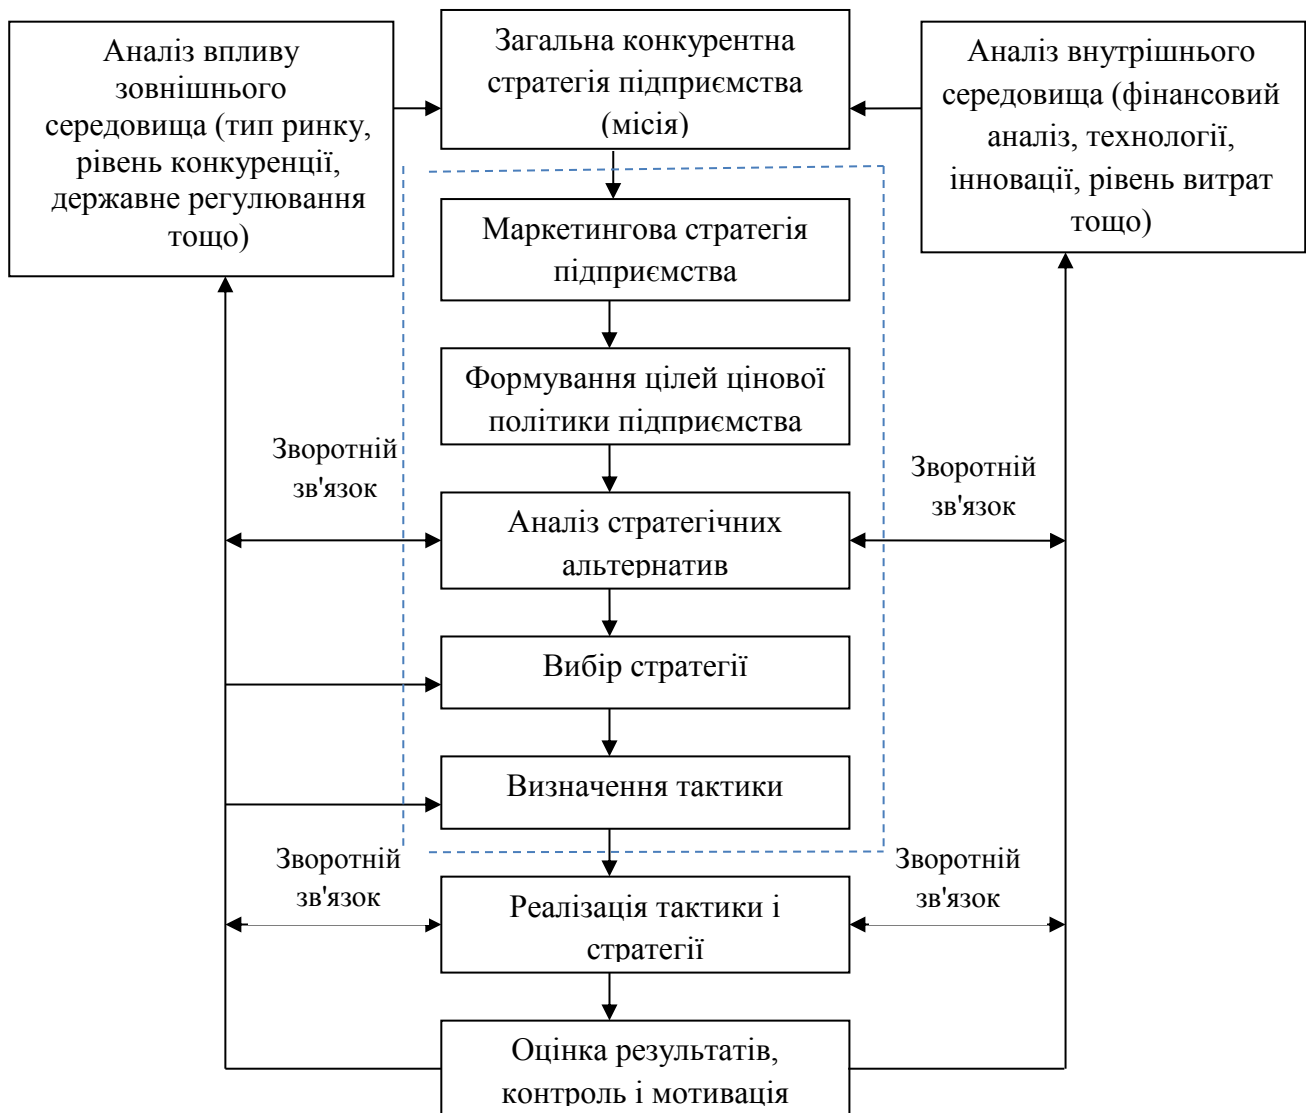 Аналіз впливу
зовнішнього
середовища (тип ринку,
рівень конкуренції,
державне регулювання
тощо)
Загальна конкурентна
стратегія підприємства
(місія)
Аналіз внутрішнього
середовища (фінансовий
аналіз, технології,
інновації, рівень витрат
тощо)
Маркетингова стратегія
підприємства
Формування цілей цінової
політики підприємства
Зворотній
зв'язок
Аналіз стратегічних
альтернатив
Зворотній
зв'язок
Вибір стратегії
Визначення тактики
Зворотній
зв'язок
Реалізація тактики і
стратегії
Зворотній
зв'язок
Оцінка результатів,
контроль і мотивація